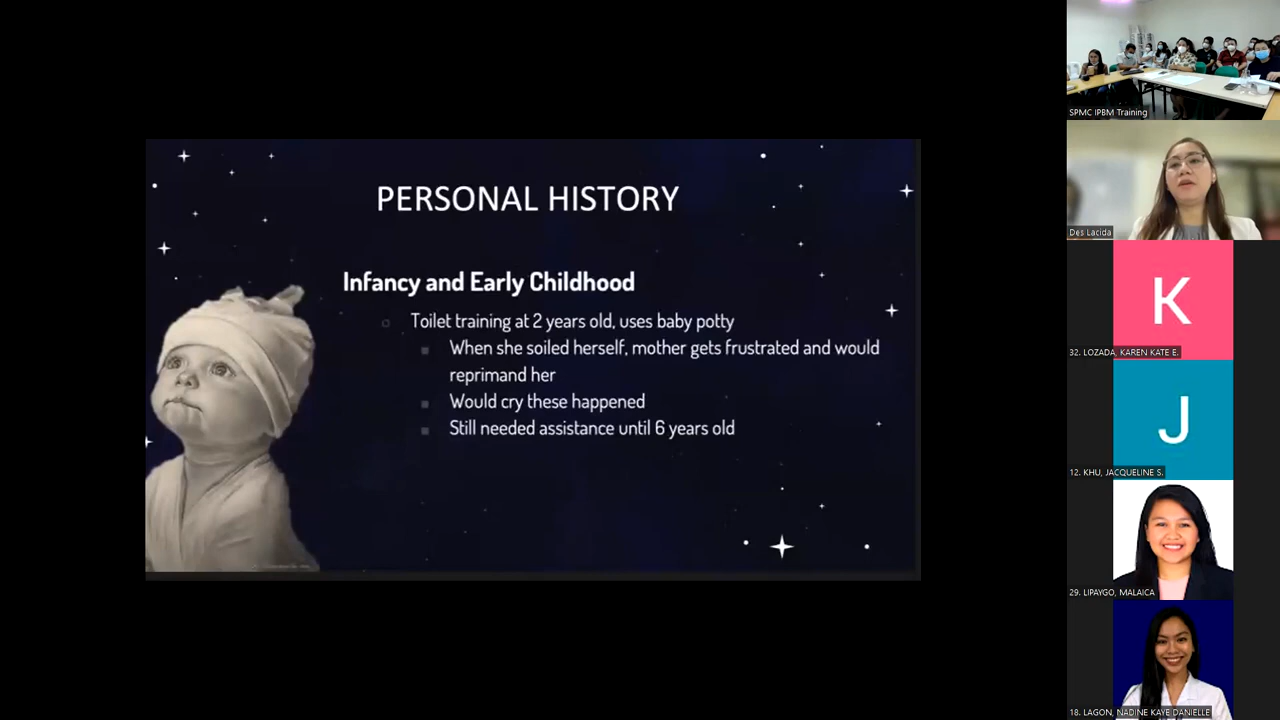 PERSONAL HISTORY
Infancy and Early Childhood
Toilet training at 2 years old, uses baby potty
When she soiled herself, mother gets frustrated and would
reprimand her
Would cry these happened
Still needed assistance until 6 years old
SPMC IPBM Training
Des Lacida
K
32. LOZADA, KAREN KATE E.
J
12. KHU, JACQUELINE S.
29. LIPAYGO, MALAICA
18. LAGON, NADINE KAYE DANIELLE